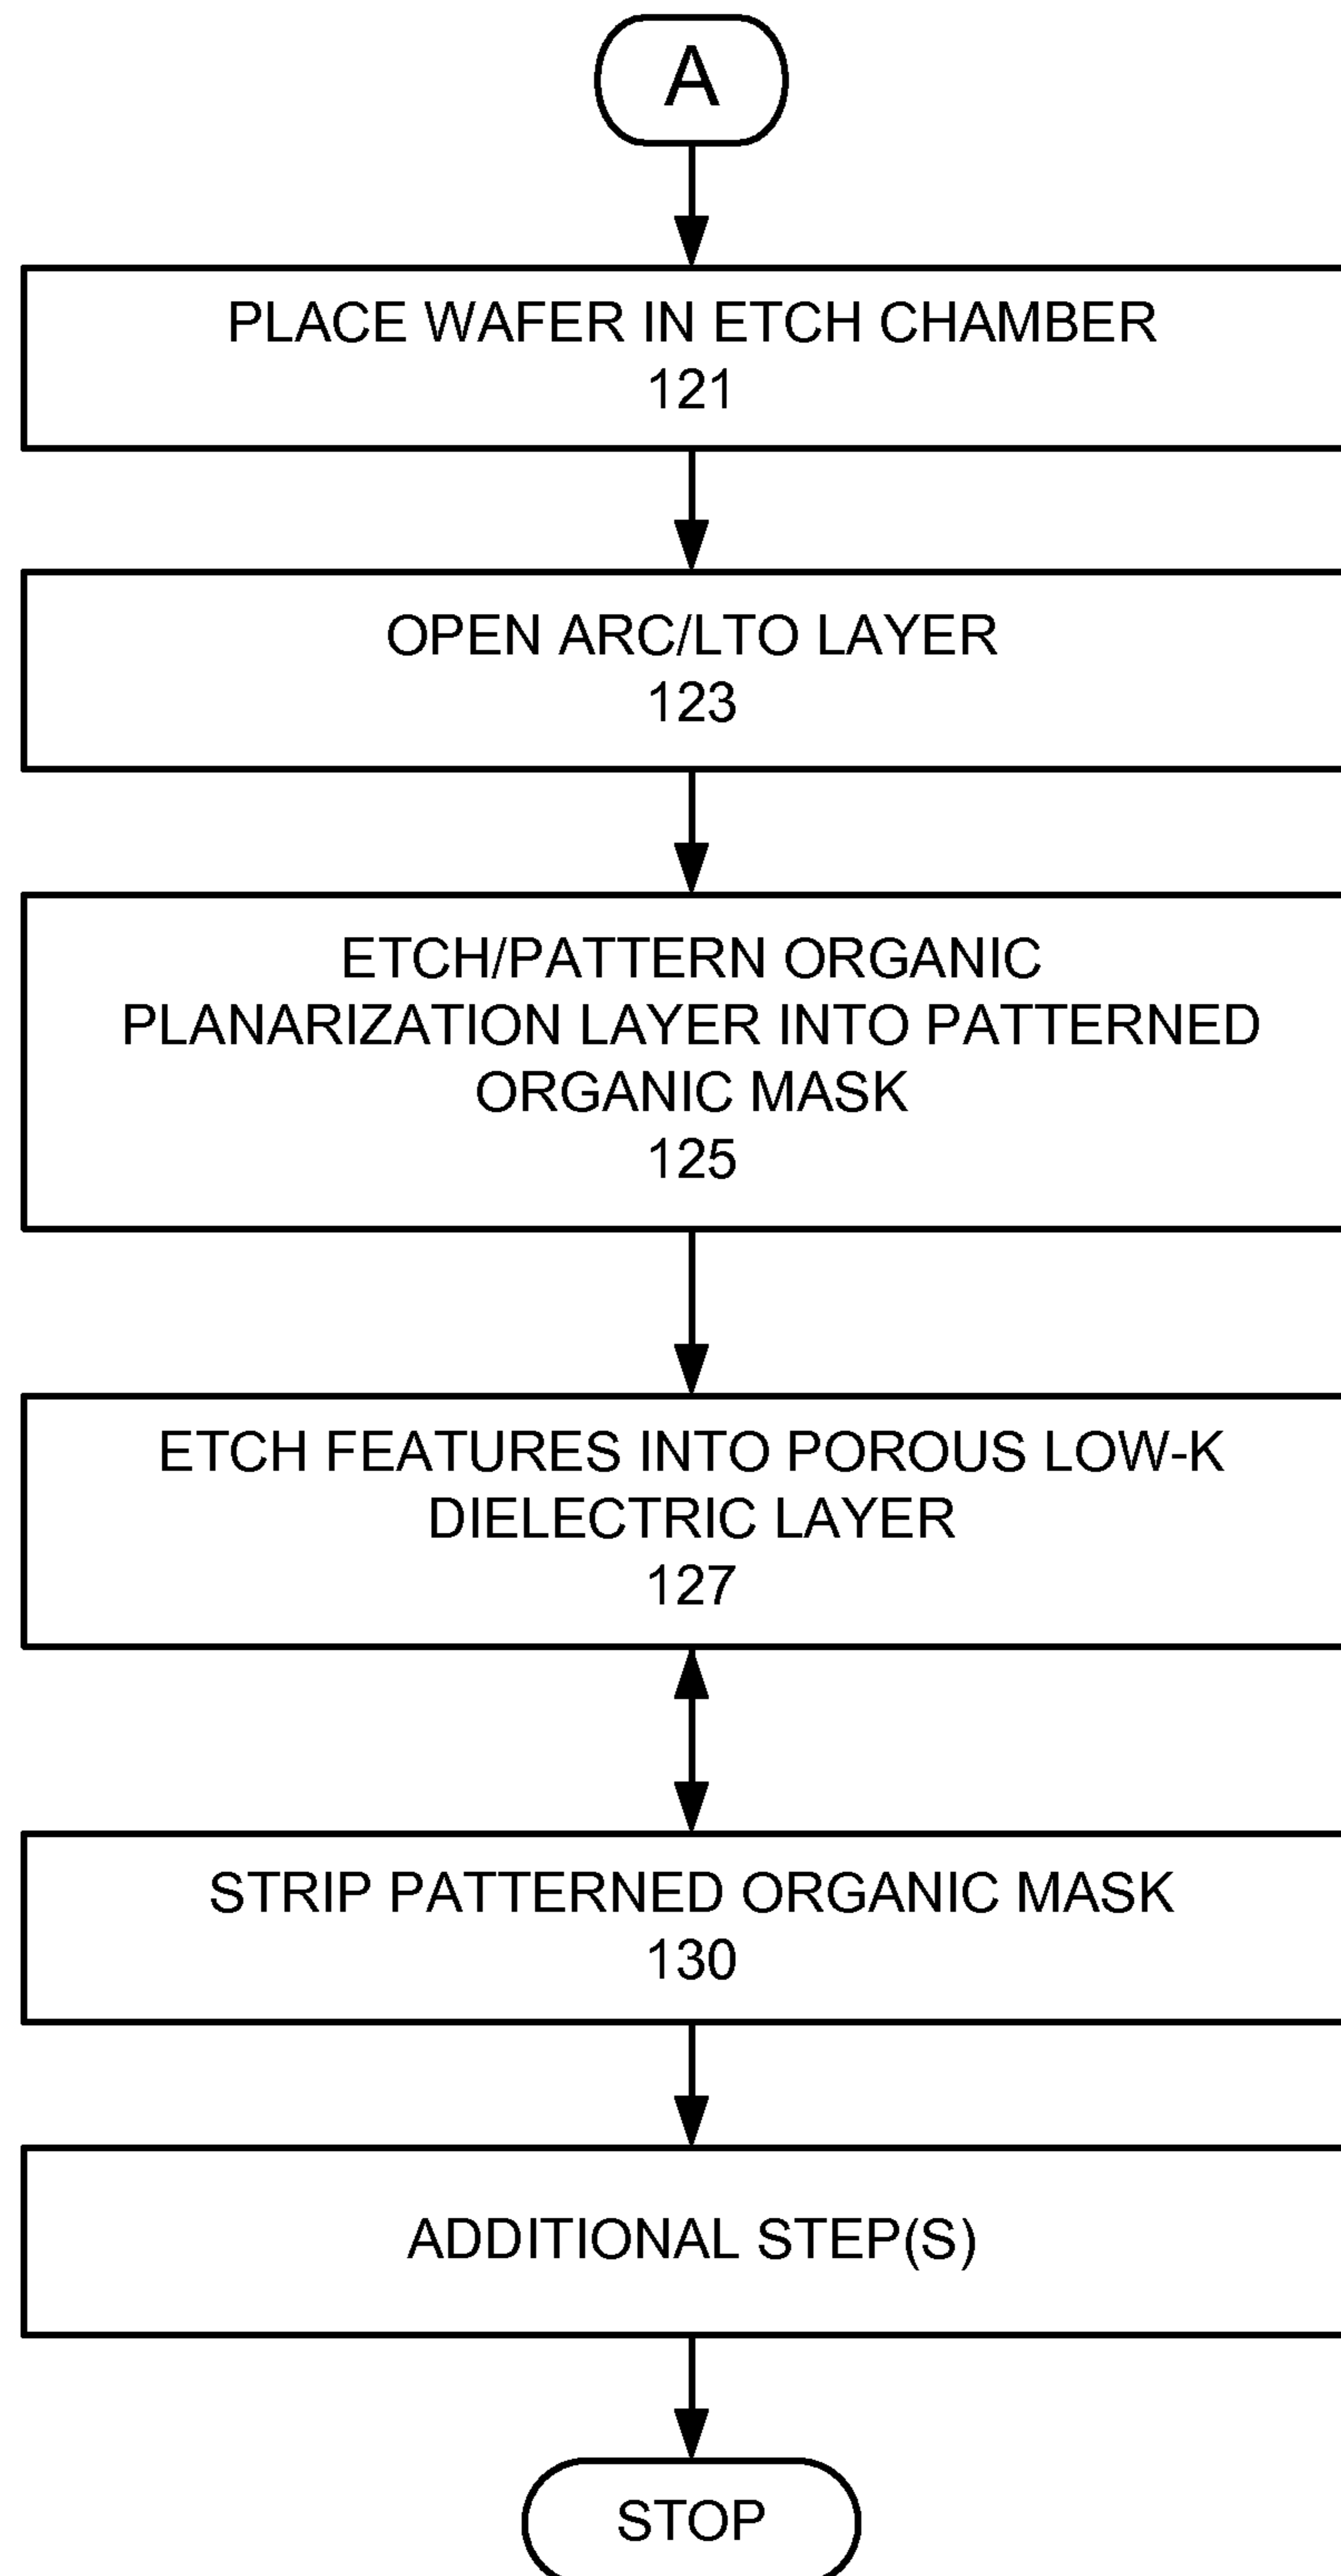 A
PLACE WAFER IN ETCH CHAMBER
121
OPEN ARC/LTO LAYER
123
ETCH/PATTERN ORGANIC
PLANARIZATION LAYER INTO PATTERNED
ORGANIC MASK
125
ETCH FEATURES INTO POROUS LOW-K
DIELECTRIC LAYER
127
STRIP PATTERNED ORGANIC MASK
130
ADDITIONAL STEP(S)
STOP